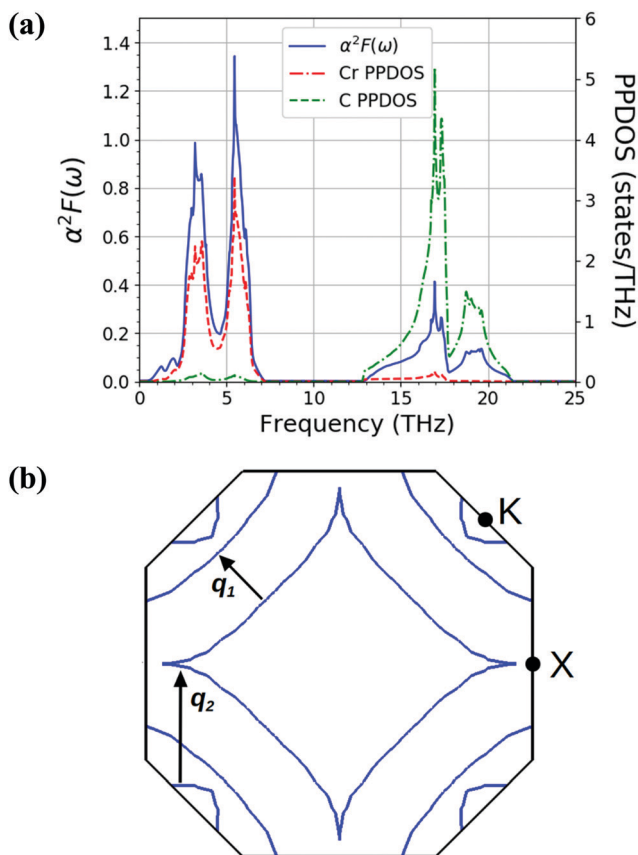 (a)
α²F(ω)
Cr PPDOS
C PPDOS
α²F(ω)
1.4
1.2
1.0
0.8
0.6
0.4
0.2
0.0
6
5
4
3
2
1
0
PPDOS (states/THz)
0 5 10 15 20 25
Frequency (THz)
(b)
K
q₁
X
q₂